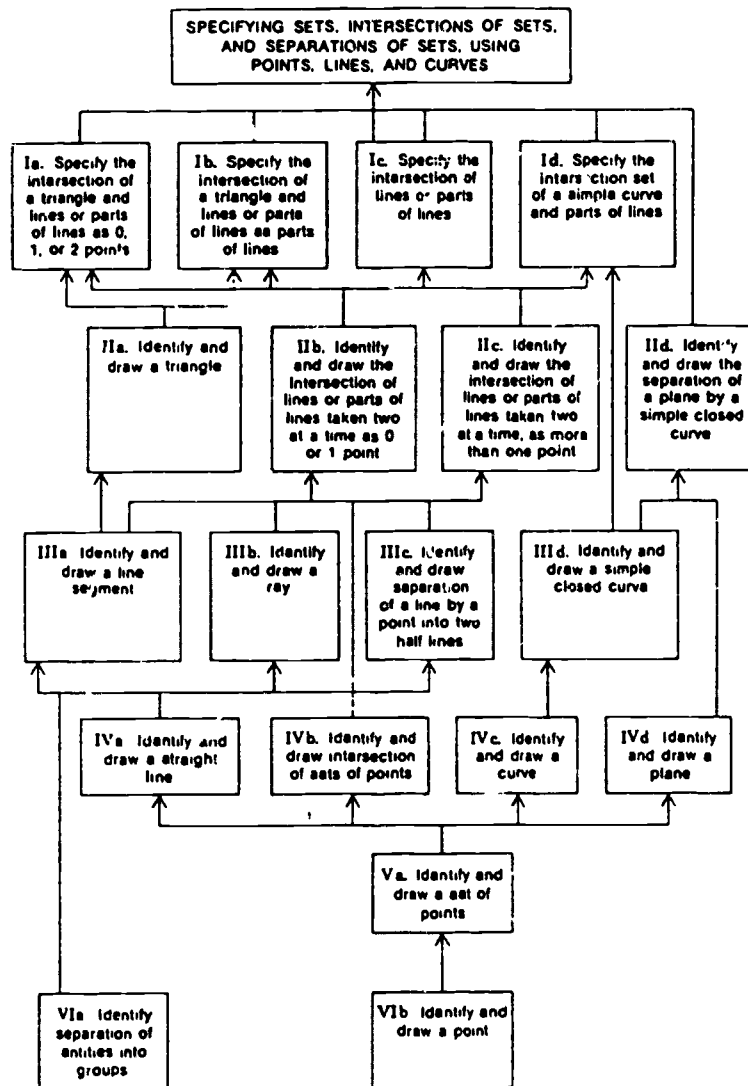 SPECIFYING SETS, INTERSECTIONS OF SETS,
AND SEPARATIONS OF SETS, USING
POINTS, LINES, AND CURVES
Ia. Specify the
intarsection of
a triangle and
lines or parts
of lines as 0,
1, or 2 points
Ib. Specify the
intersection of
a triangle and
lines or parts
of lines aa parts
of lines
Ic. Specify the
intersection of
lines or parts
of lines
Id. Specify the
intersection set
of a aimple curve
and parts of lines
IIa. Identify and
draw a triangle
IIb. Identify
and draw the
intersection of
lines or parts of
lines taken two
at a time as 0
or 1 point
IIc. Identify
and draw the
intersection of
lines or parts of
lines taken two
at a time, as more
than one point
IId. Identify
and draw the
separation of
a plane by a
simple closed
curve
IIIa Identify and
draw a line
segment
IIIb. Identify
and draw a
ray
IIIc. Identify
and draw
saparation
of a line by a
point into two
half lines
IIId. Identify and
draw a simple
closed curve
IVa Identify and
draw a atraight
line
IVb. Identify and
draw intersection
of aats of points
IVc. Identify
and draw a
curve
IVd Identify
and draw a
plane
Va. Identify and
draw a aat of
points
VIa Identify
separation of
antities into
groups
VIb Identify and
draw a point